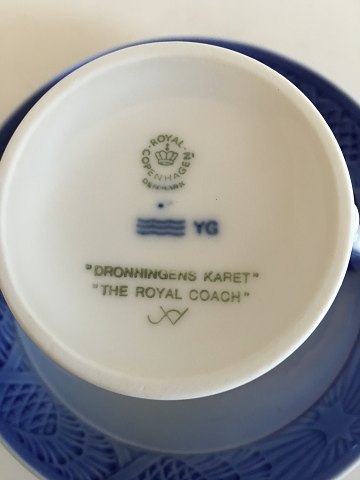 ROYAL
COPENHAGEN
DENMARK
YG
"DRONNINGENS KARET"
"THE ROYAL COACH"